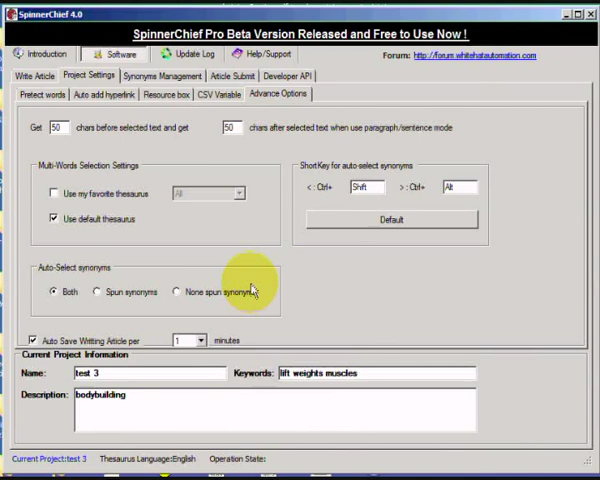 SpinnerChief 4.0
SpinnerChief Pro Beta Version Released and Free to Use Now !
Introduction Software Update Log Help/Support Forum: http://forum.whitehatautomation.com
Write Article Project Settings Synonyms Management Article Submit Developer API
Pretect words Auto add hyperlink Resource box CSV Variable Advance Options
Get 50 chars before selected text and get 50 chars after selected text when use paragraph/sentence mode
Multi-Words Selection Settings ShortKey for auto-select synonyms
Use my favorite thesaurus All < : Ctrl+ Shift > : Ctrl+ Alt
Use default thesaurus Default
Auto-Select synonyms
Both Spun synonyms None spun synonyms
Auto Save Writting Article per 1 minutes
Current Project Information
Name: test 3 Keywords: lift weights muscles
Description: bodybuilding
Current Project:test 3 Thesaurus Language:English Operation State: